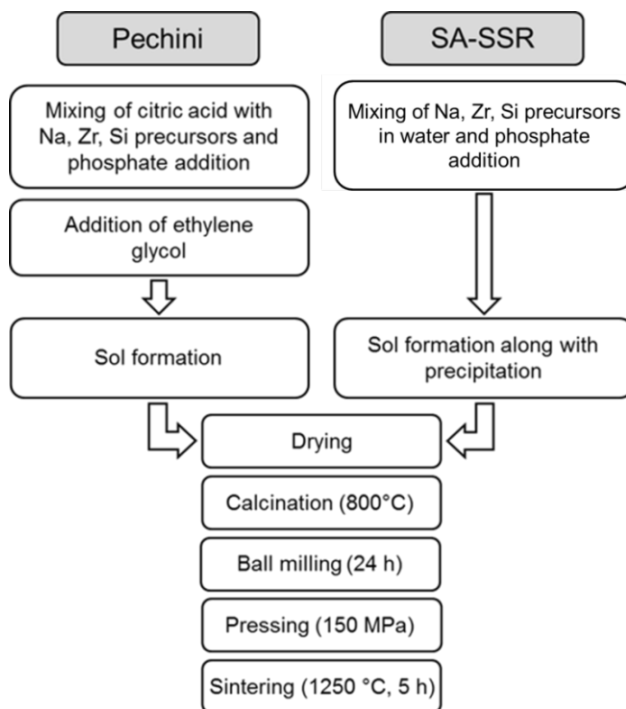 Pechini
SA-SSR
Mixing of citric acid with
Na, Zr, Si precursors and
phosphate addition
Mixing of Na, Zr, Si precursors
in water and phosphate
addition
Addition of ethylene
glycol
Sol formation
Sol formation along with
precipitation
Drying
Calcination (800°C)
Ball milling (24 h)
Pressing (150 MPa)
Sintering (1250 °C, 5 h)